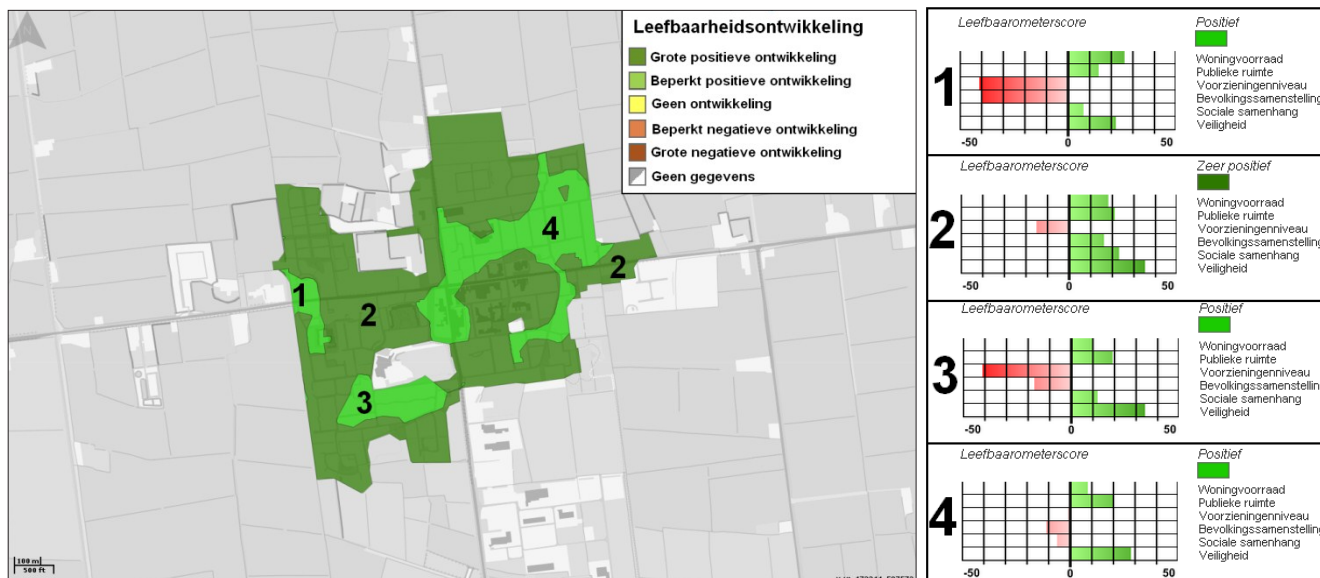 N
Leefbaarheidsontwikkeling
Grote positieve ontwikkeling
Beperkt positieve ontwikkeling
Geen ontwikkeling
Beperkt negatieve ontwikkeling
Grote negatieve ontwikkeling
Geen gegevens
4
2
1
2
3
100 m
500 ft
Leefbaarometerscore
Positief
1
Woningvoorraad
Publieke ruimte
Voorzieningenniveau
Bevolkingssamenstelling
Sociale samenhang
Veiligheid
-50 0 50
Leefbaarometerscore
Zeer positief
2
Woningvoorraad
Publieke ruimte
Voorzieningenniveau
Bevolkingssamenstelling
Sociale samenhang
Veiligheid
-50 0 50
Leefbaarometerscore
Positief
3
Woningvoorraad
Publieke ruimte
Voorzieningenniveau
Bevolkingssamenstelling
Sociale samenhang
Veiligheid
-50 0 50
Leefbaarometerscore
Positief
4
Woningvoorraad
Publieke ruimte
Voorzieningenniveau
Bevolkingssamenstelling
Sociale samenhang
Veiligheid
-50 0 50